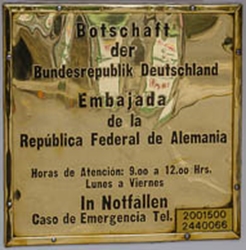 Botschaft
der
Bundesrepublik Deutschland
Embajada
de la
República Federal de Alemania
Horas de Atención: 9.00 a 12.00 Hrs.
Lunes a Viernes
In Notfallen
Caso de Emergencia Tel. 2001500
2440066